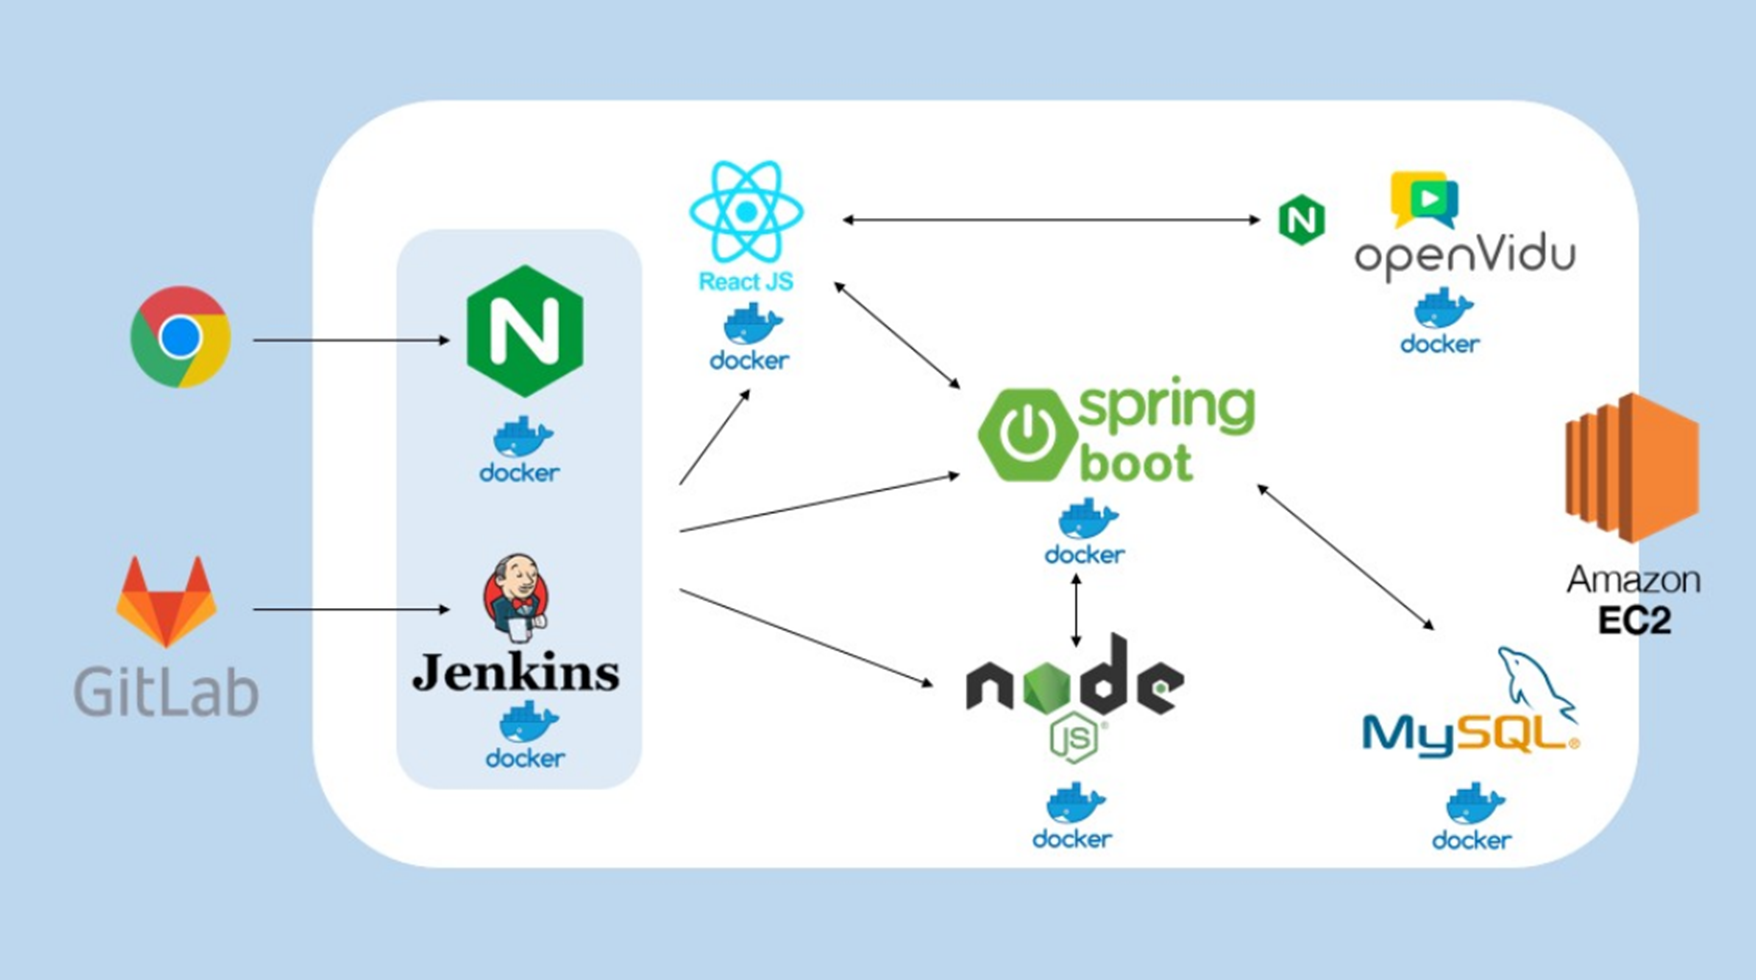 React JS
docker
N
openVidu
docker
N
docker
spring
boot
docker
Amazon
EC2
GitLab
Jenkins
docker
node
JS®
docker
MySQL®
docker